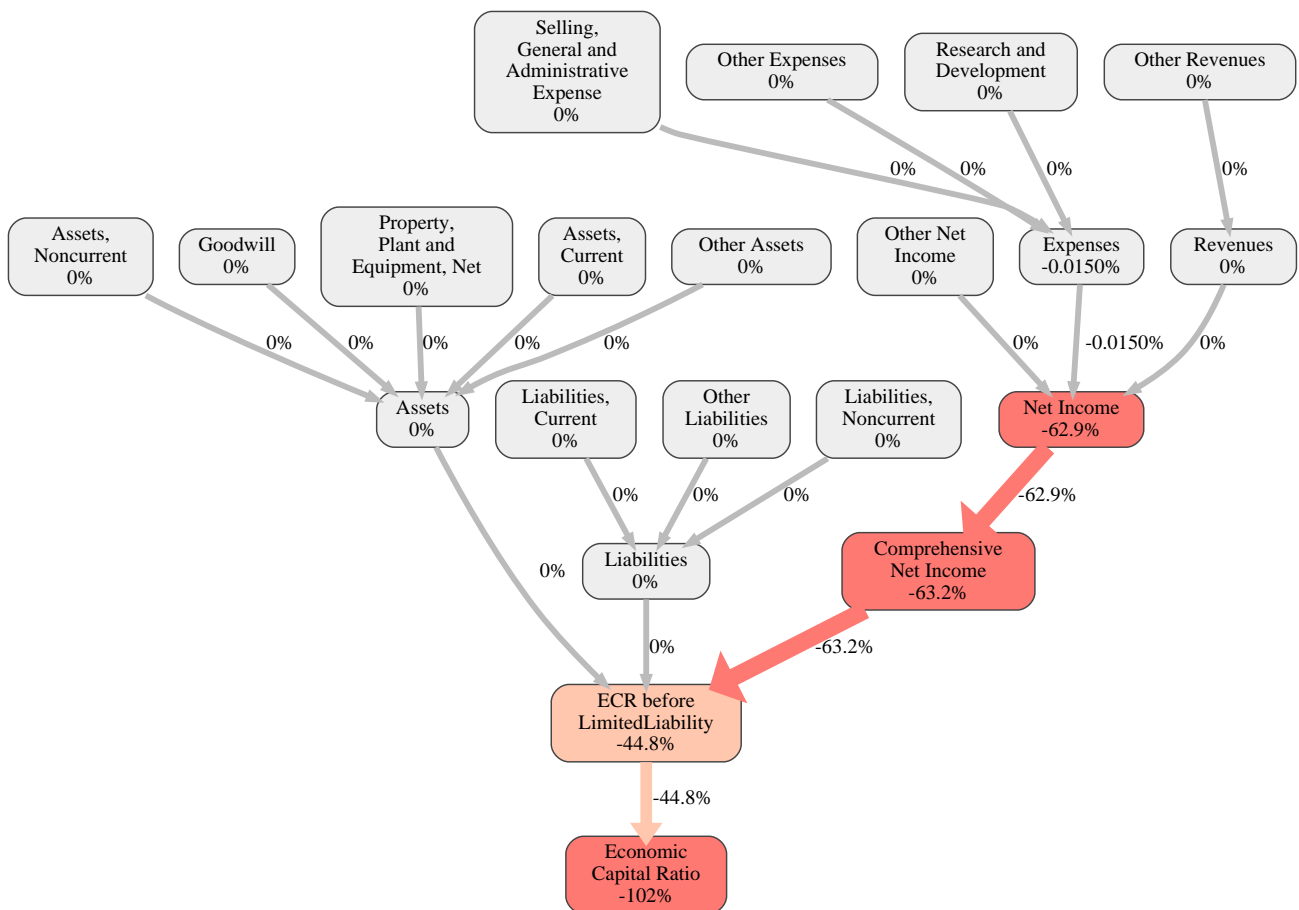 Selling,
General and
Administrative
Expense
0%
Other Expenses
0%
Research and
Development
0%
Other Revenues
0%
0%
0%
0%
0%
Assets,
Noncurrent
0%
Goodwill
0%
Property,
Plant and
Equipment, Net
0%
Assets,
Current
0%
Other Assets
0%
Other Net
Income
0%
Expenses
-0.0150%
Revenues
0%
0%
0%
0%
0%
0%
0%
-0.0150%
0%
Assets
0%
Liabilities,
Current
0%
Other
Liabilities
0%
Liabilities,
Noncurrent
0%
Net Income
-62.9%
0%
0%
0%
-62.9%
0%
Liabilities
0%
Comprehensive
Net Income
-63.2%
0%
-63.2%
ECR before
LimitedLiability
-44.8%
-44.8%
Economic
Capital Ratio
-102%